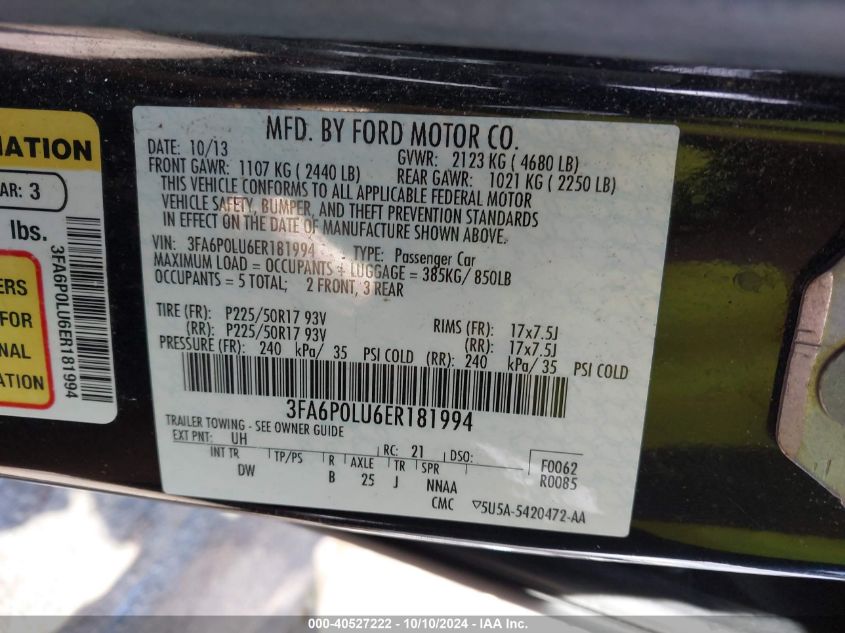 MFD. BY FORD MOTOR CO.
DATE: 10/13
GVWR: 2123 KG ( 4680 LB)
FRONT GAWR: 1107 KG ( 2440 LB)
REAR GAWR: 1021 KG ( 2250 LB)
THIS VEHICLE CONFORMS TO ALL APPLICABLE FEDERAL MOTOR
VEHICLE SAFETY, BUMPER, AND THEFT PREVENTION STANDARDS
IN EFFECT ON THE DATE OF MANUFACTURE SHOWN ABOVE.
VIN: 3FA6P0LU6ER181994 TYPE: Passenger Car
MAXIMUM LOAD = OCCUPANTS + LUGGAGE = 385KG/ 850LB
OCCUPANTS = 5 TOTAL; 2 FRONT, 3 REAR
TIRE (FR): P225/50R17 93V RIMS (FR): 17x7.5J
(RR): P225/50R17 93V (RR): 17x7.5J
PRESSURE (FR): 240 kPa/ 35 PSI COLD (RR): 240 kPa/35 PSI COLD
3FA6P0LU6ER181994
TRAILER TOWING - SEE OWNER GUIDE
EXT PNT: UH RC: 21 DSO: F0062
INT TR TP/PS R AXLE TR SPR R0085
DW B 25 J NNAA
CMC ▽5U5A-5420472-AA
MATION
AR: 3
lbs.
3FA6P0LU6ER181994
ERS
FOR
NAL
ATION
000-40527222 - 10/10/2024 - IAA Inc.